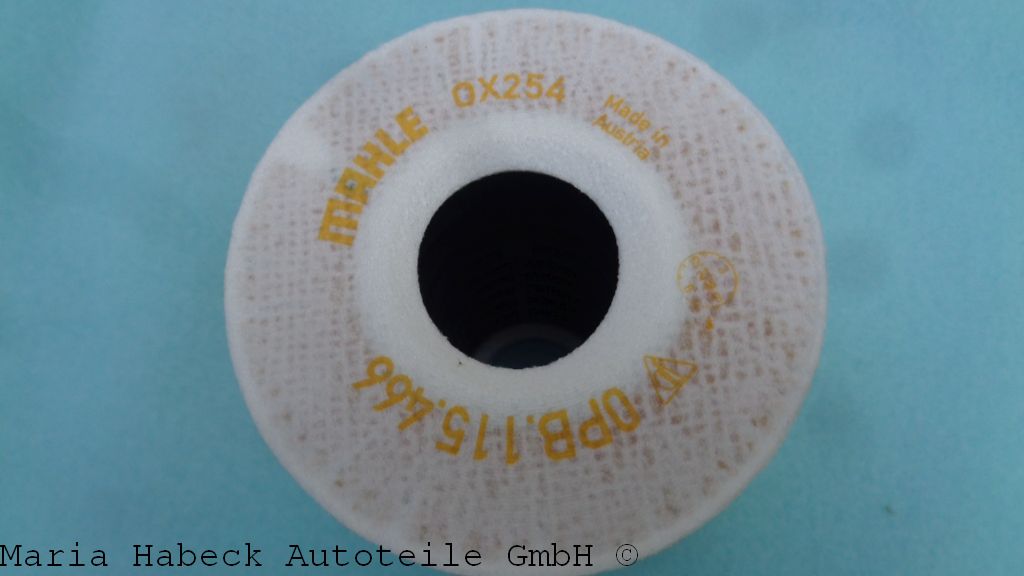 MAHLE OX254
Made in
Austria
0PB.115.466
Maria Habeck Autoteile GmbH ©